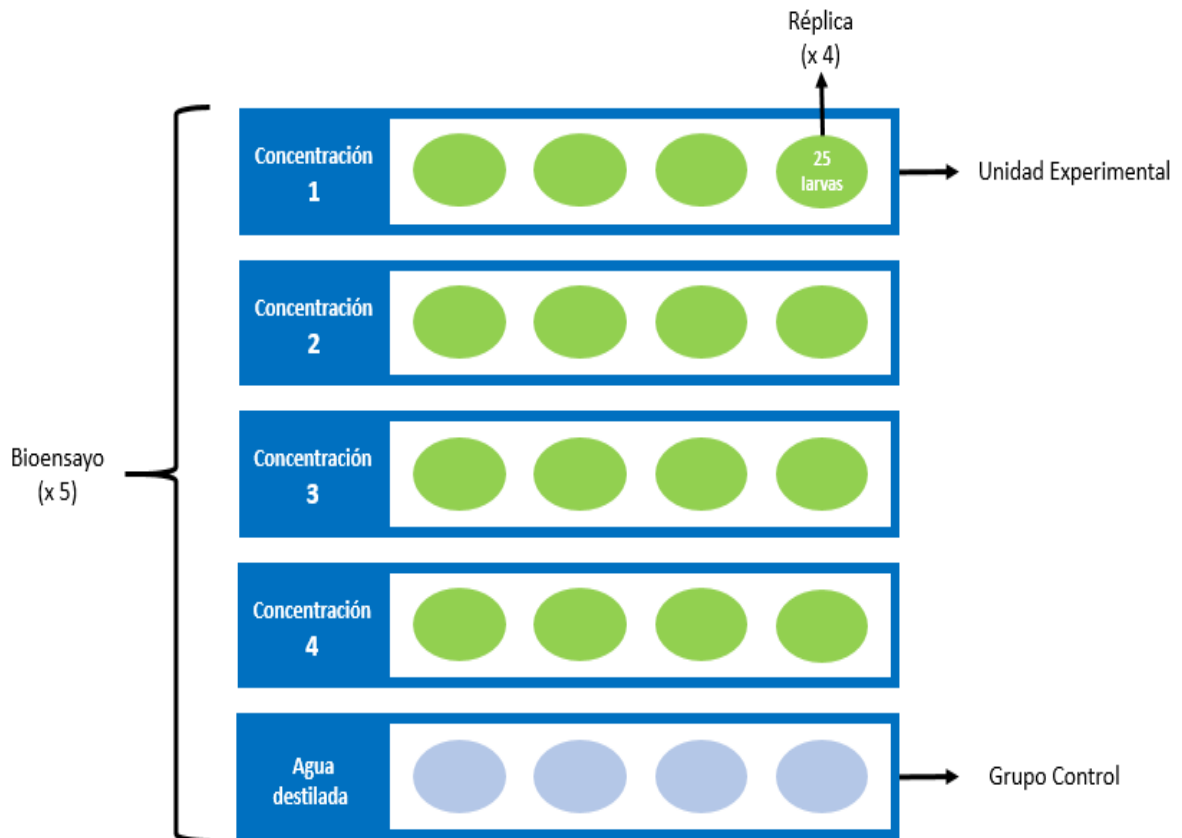 Réplica
(x 4)
Concentración
1
25
larvas
Unidad Experimental
Concentración
2
Concentración
3
Bioensayo
(x 5)
Concentración
4
Agua
destilada
Grupo Control